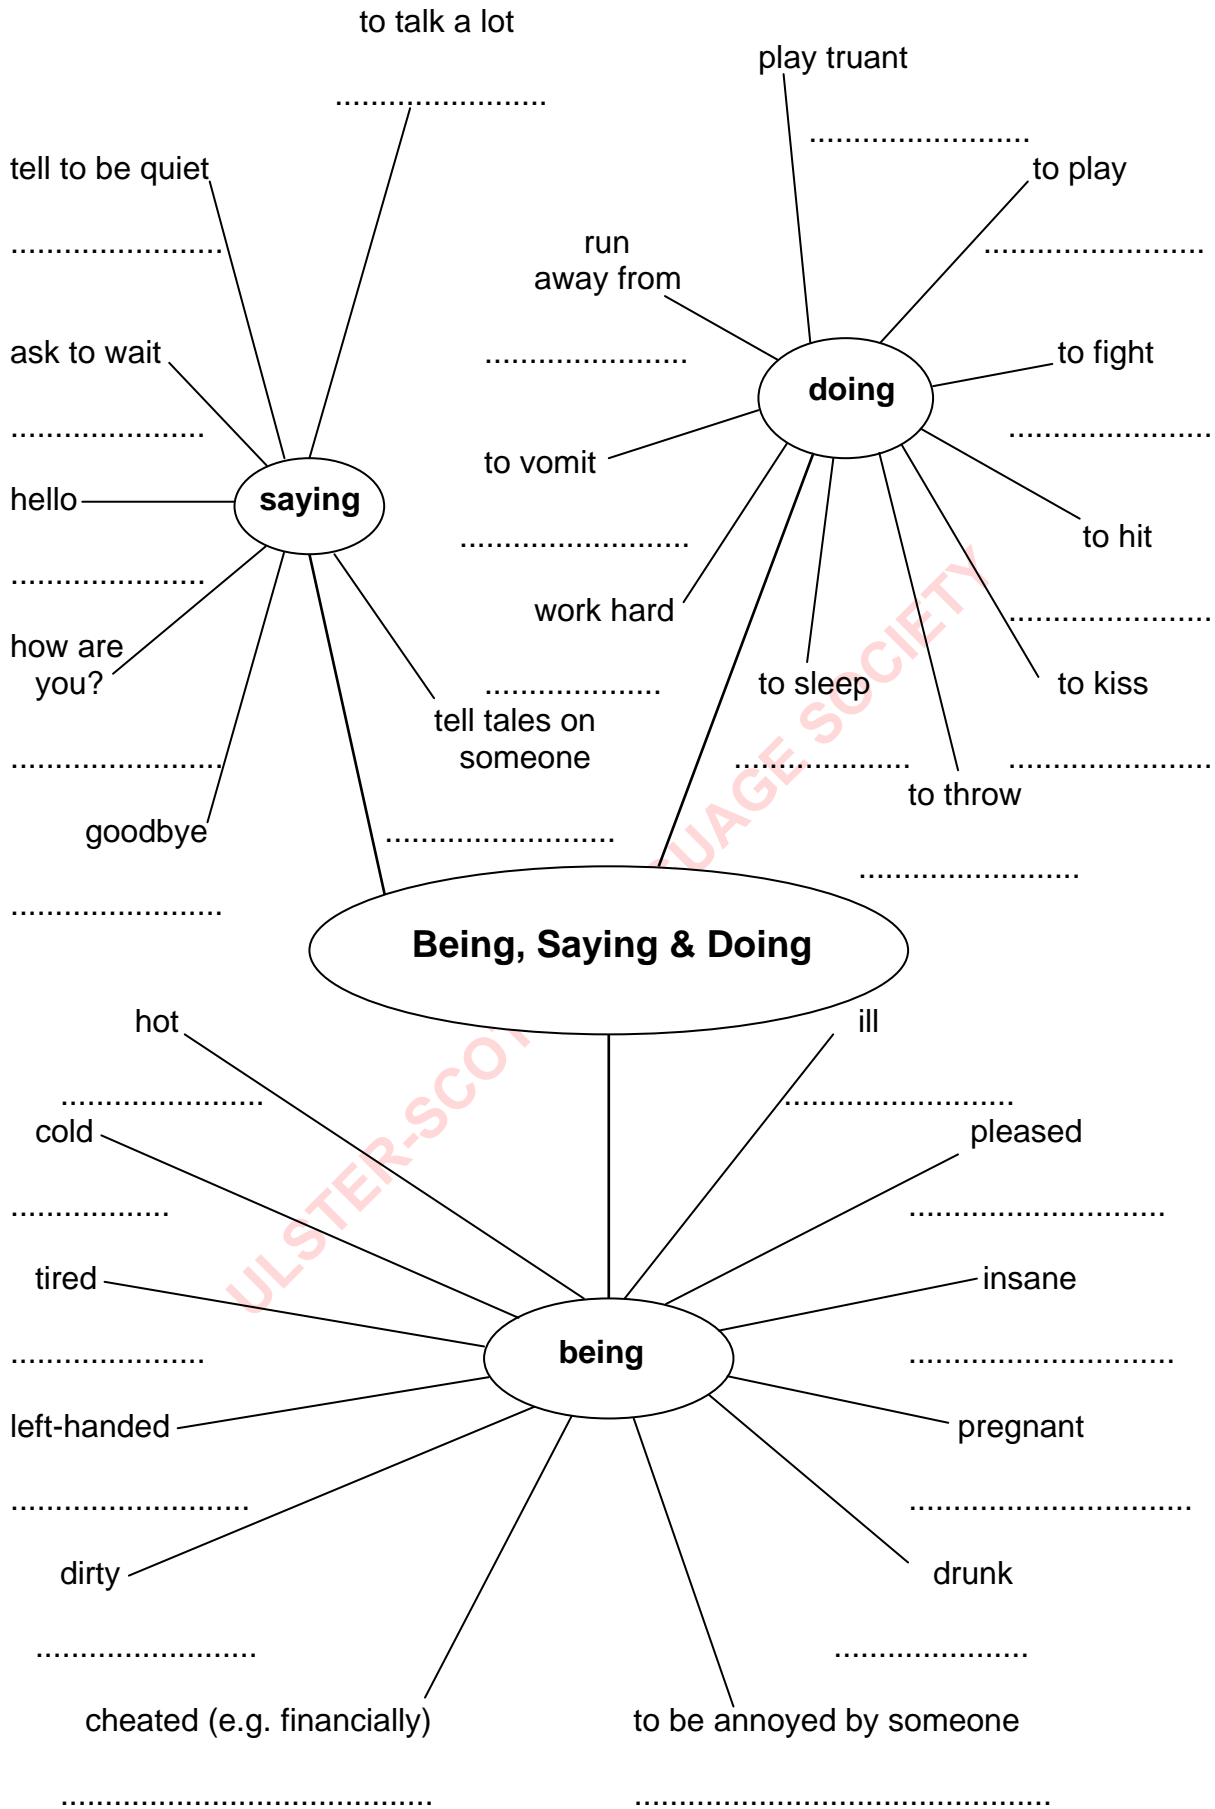 to talk a lot
........................
tell to be quiet
........................
ask to wait
......................
hello
......................
how are
you?
........................
goodbye
........................
saying
tell tales on
someone
..........................
play truant
.........................
to play
.........................
run
away from
.......................
doing
to fight
.......................
to vomit
..........................
to hit
.......................
work hard
....................
to sleep
....................
to kiss
.......................
to throw
.........................
Being, Saying & Doing
hot
.......................
cold
..................
tired
......................
left-handed
...........................
dirty
.........................
cheated (e.g. financially)
..........................................
being
ill
..........................
pleased
.............................
insane
..............................
pregnant
................................
drunk
......................
to be annoyed by someone
...............................................
ULSTER-SCOT GUAGE SOCIETY